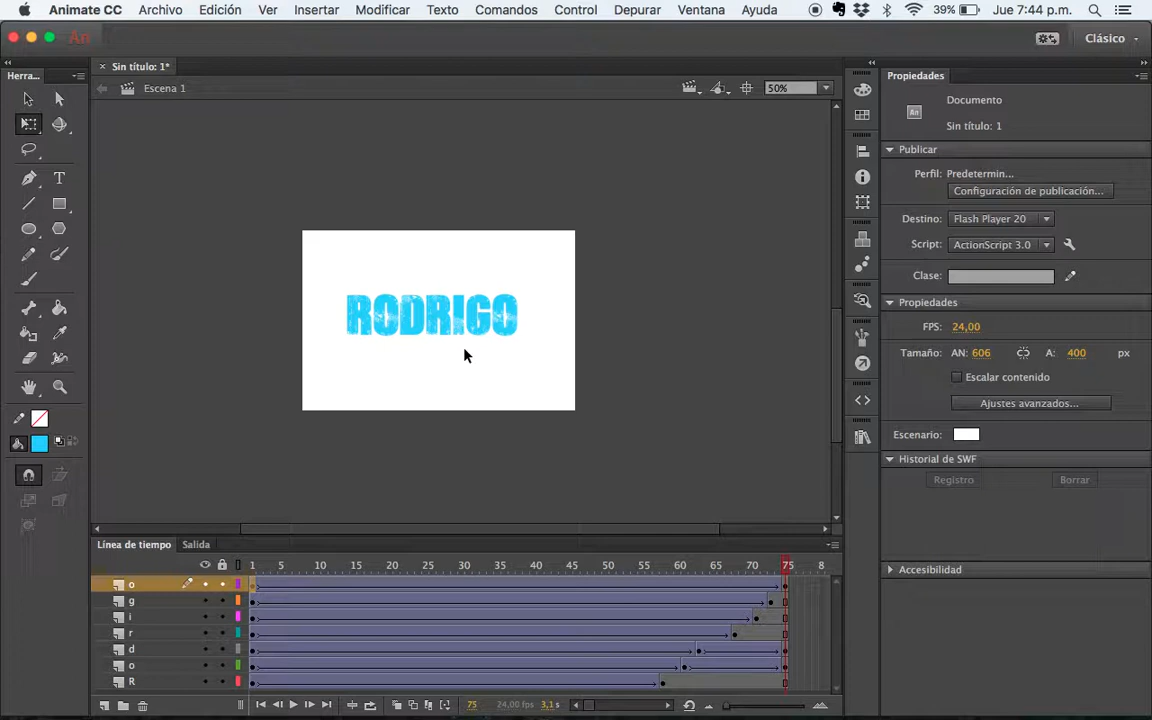 Animate CC Archivo Edición Ver Insertar Modificar Texto Comandos Control Depurar Ventana Ayuda 39% Jue 7:44 p.m.
An Clásico
Herra... × Sin título: 1* Propiedades
Escena 1 50%
Documento
An Sin título: 1
Publicar
Perfil: Predetermin...
Configuración de publicación...
Destino: Flash Player 20
Script: ActionScript 3.0
Clase:
Propiedades
RODRIGO
FPS: 24,00
Tamaño: AN: 606 A: 400 px
Escalar contenido
Ajustes avanzados...
Escenario:
Historial de SWF
Registro Borrar
Accesibilidad
Línea de tiempo Salida
1 5 10 15 20 25 30 35 40 45 50 55 60 65 70 75 8
o
g
i
r
d
o
R
75 24,00 fps 3,1 s